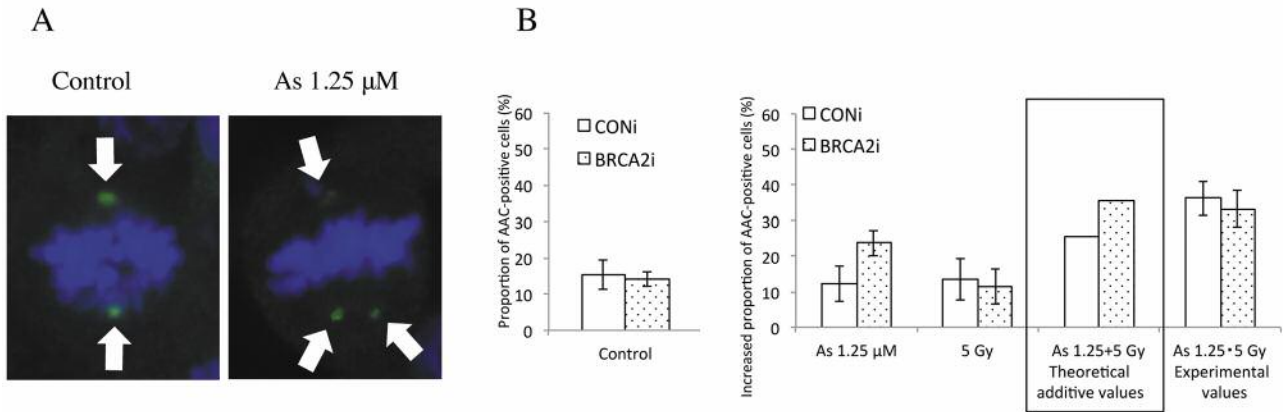 A
Control
As 1.25 μM
B
Proportion of AAC-positive cells (%)
60
50
40
30
20
10
0
CONi
BRCA2i
Control
Increased proportion of AAC-positive cells (%)
60
50
40
30
20
10
0
CONi
BRCA2i
As 1.25 μM
5 Gy
As 1.25+5 Gy
Theoretical
additive values
As 1.25・5 Gy
Experimental
values